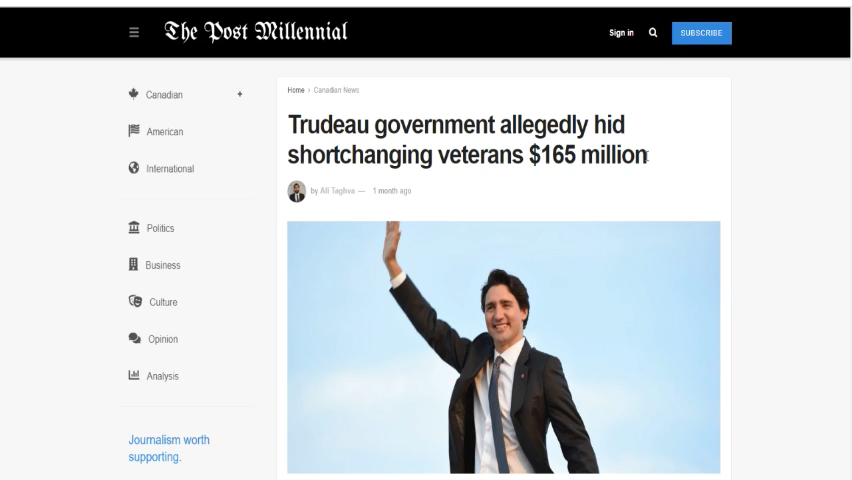 The Post Millennial
Sign in
SUBSCRIBE
Canadian +
American
International
Politics
Business
Culture
Opinion
Analysis
Journalism worth
supporting.
Home › Canadian News
Trudeau government allegedly hid
shortchanging veterans $165 million
by Ali Taghva — 1 month ago